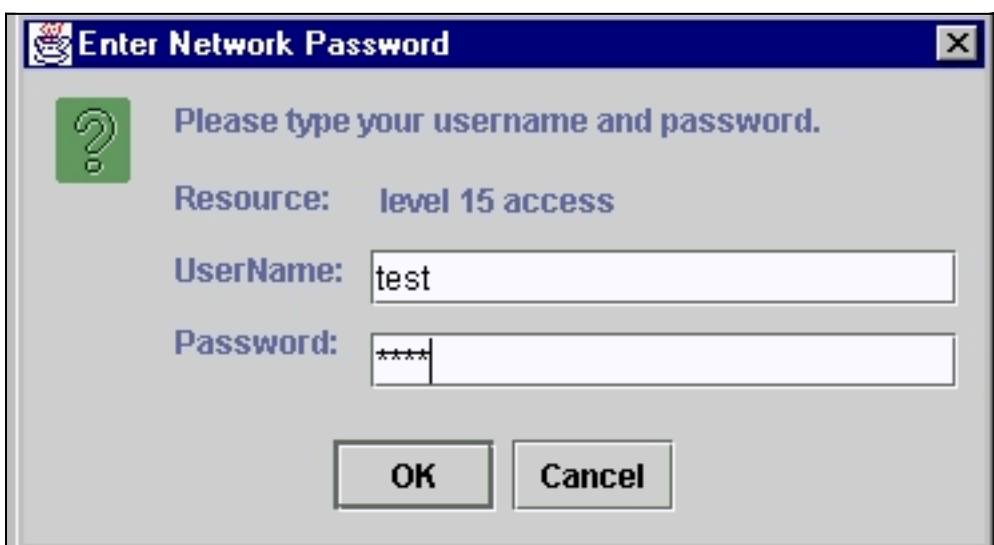 Enter Network Password
Please type your username and password.
Resource: level 15 access
UserName: test
Password: ****
OK Cancel